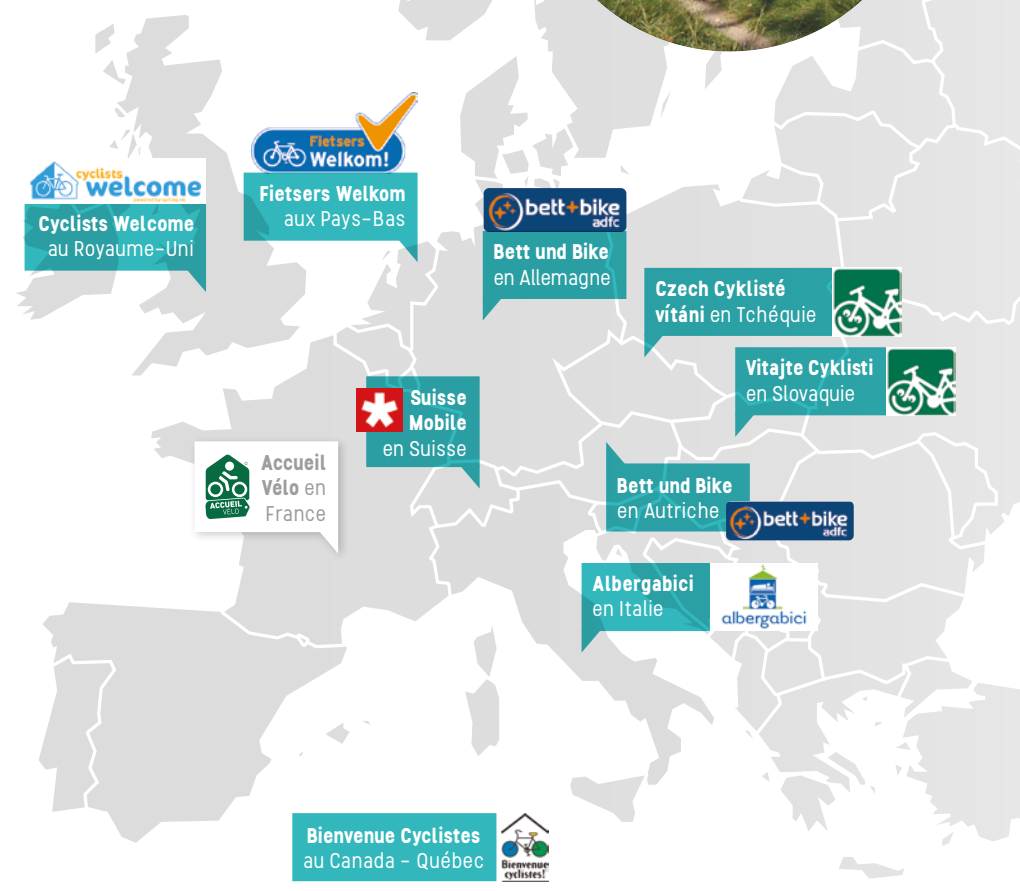 Fietsers
Welkom!
Fietsers Welkom
aux Pays-Bas
cyclists
welcome
Cyclists Welcome
au Royaume-Uni
bett+bike
adfc
Bett und Bike
en Allemagne
Czech Cyklisté
vítáni en Tchéquie
Vitajte Cyklisti
en Slovaquie
Suisse
Mobile
en Suisse
Accueil
Vélo en
France
ACCUEIL
VÉLO
Bett und Bike
en Autriche
bett+bike
adfc
Albergabici
en Italie
albergabici
Bienvenue Cyclistes
au Canada - Québec
Bienvenue
cyclistes!